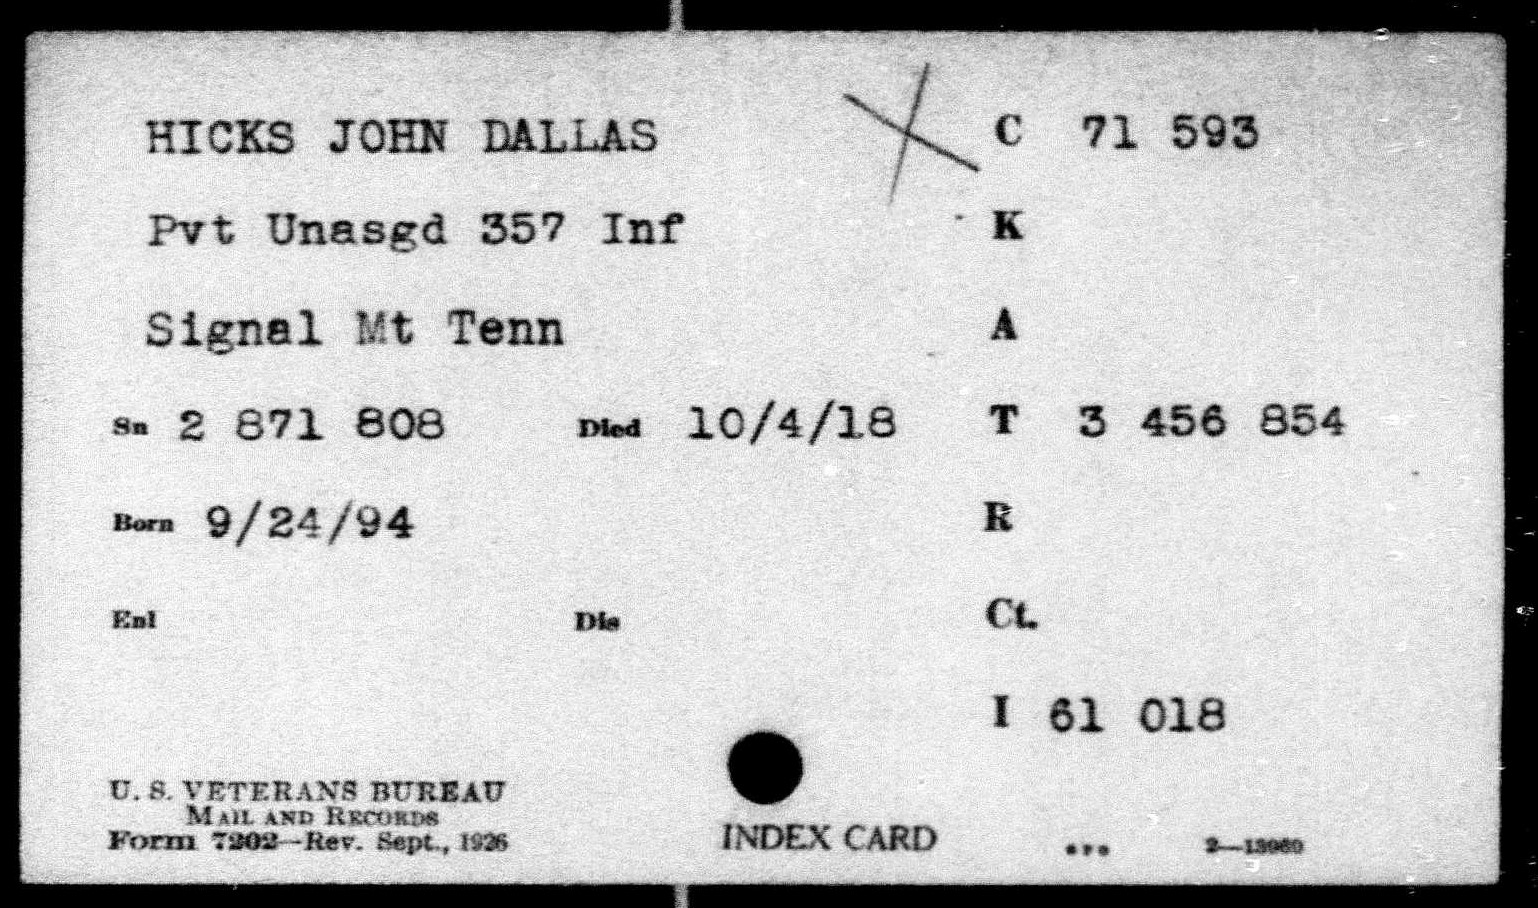 HICKS JOHN DALLAS C 71 593
Pvt Unasgd 357 Inf K
Signal Mt Tenn A
Sn 2 871 808 Died 10/4/18 T 3 456 854
Born 9/24/94 R
Enl Dis Ct.
I 61 018
U. S. VETERANS BUREAU
MAIL AND RECORDS
Form 7202—Rev. Sept., 1926 INDEX CARD